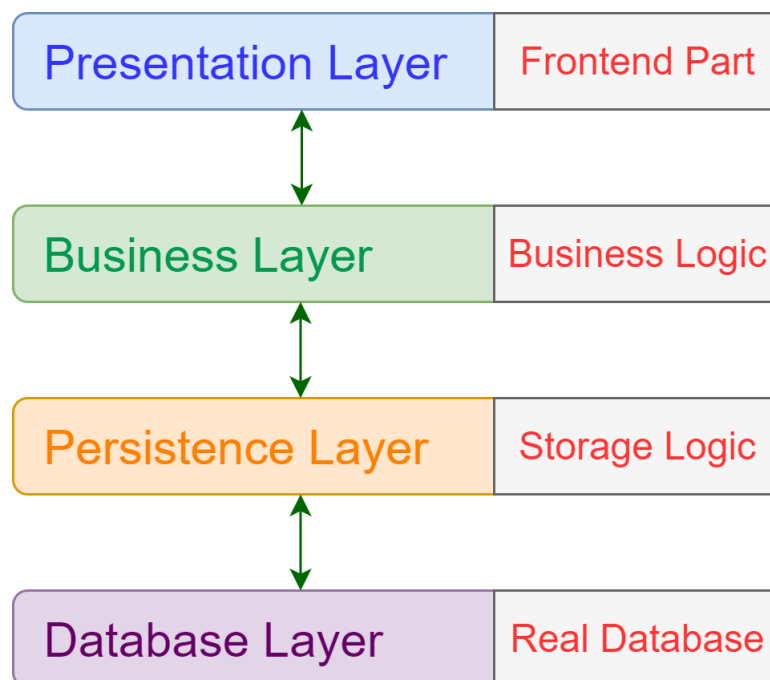 Presentation Layer
Frontend Part
Business Layer
Business Logic
Persistence Layer
Storage Logic
Database Layer
Real Database